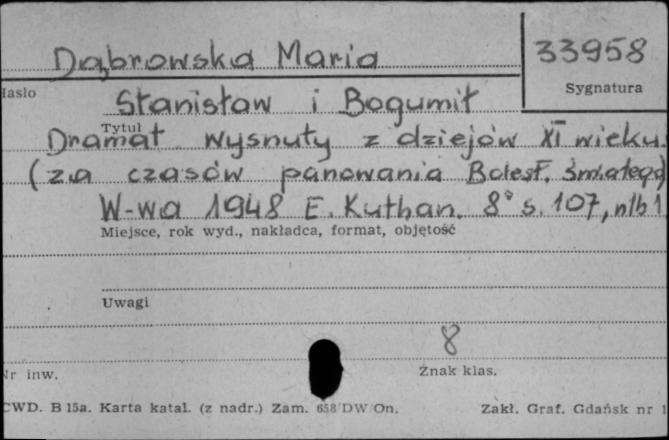 Dąbrowska Maria
33958
Hasło
Sygnatura
Stanisław i Bogumił
Tytuł
Dramat wysnuty z dziejów XI wieku.
(za czasów panowania Bolesł. Śmiałego
W-wa 1948 E. Kuthan. 8° s. 107, nlb 1
Miejsce, rok wyd., nakładca, format, objętość
Uwagi
8
Nr inw.
Znak klas.
CWD. B 15a. Karta katal. (z nadr.) Zam. 658/DW/On.
Zakł. Graf. Gdańsk nr 1